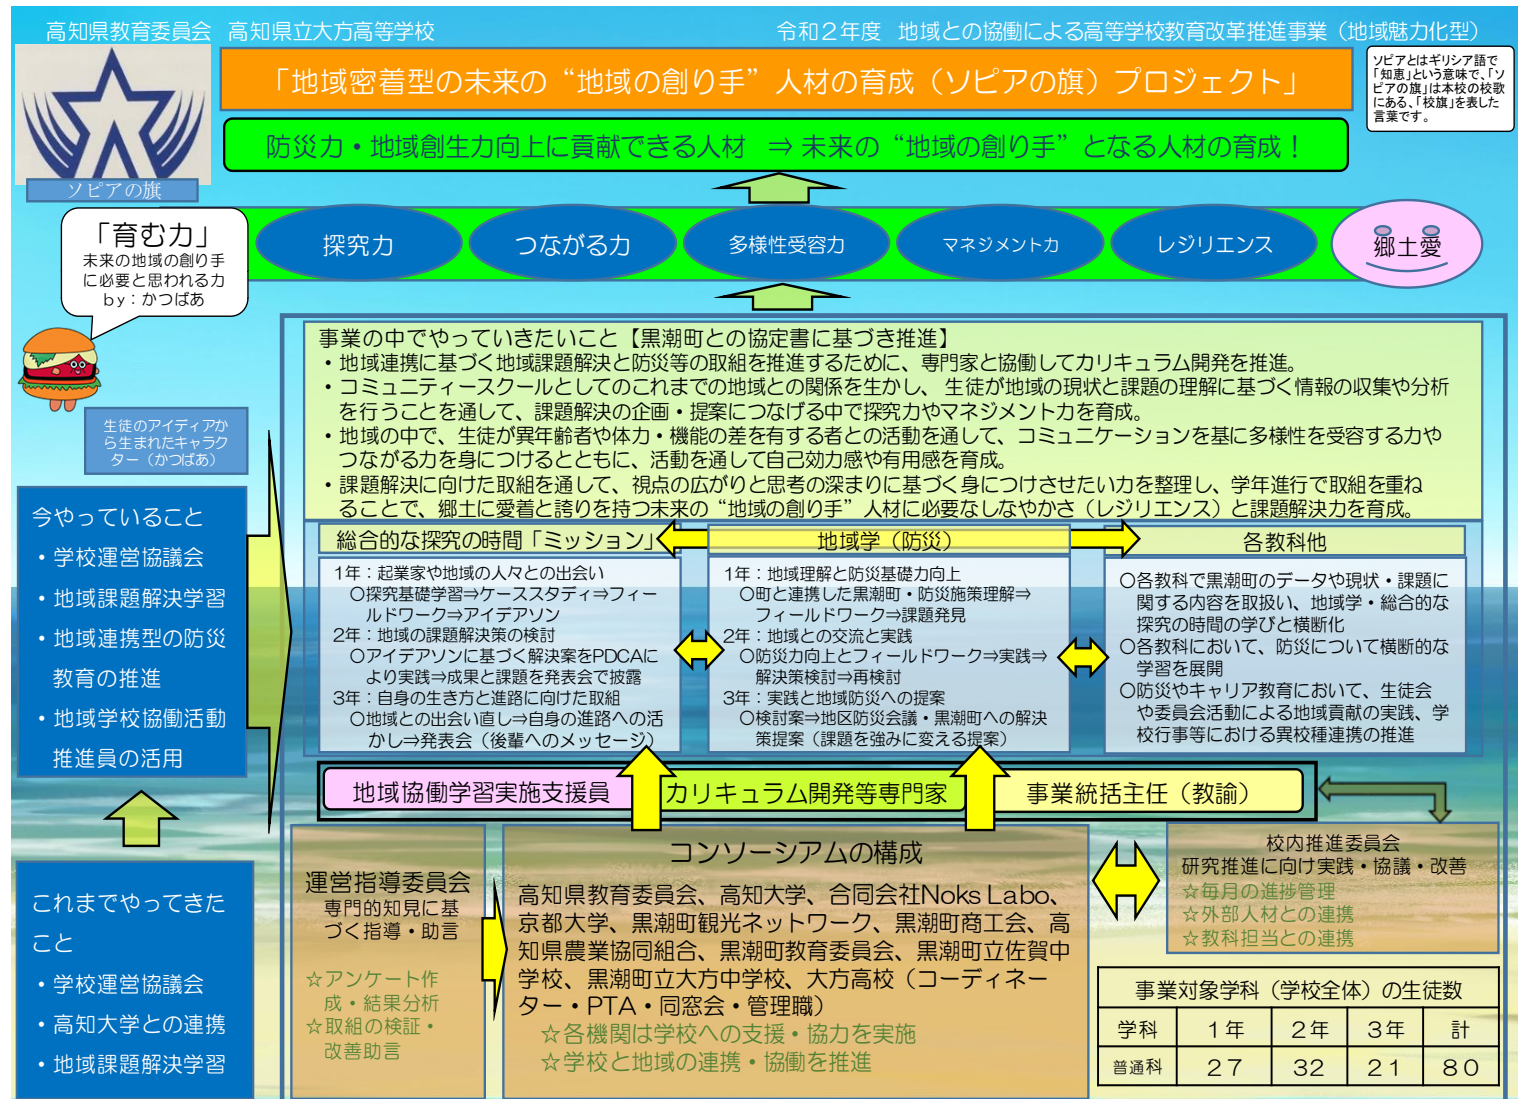 高知県教育委員会　高知県立大方高等学校
令和２年度　地域との協働による高等学校教育改革推進事業（地域魅力化型）
「地域密着型の未来の“地域の創り手”人材の育成（ソピアの旗）プロジェクト」
ソピアとはギリシア語で
「知恵」という意味で、「ソ
ピアの旗」は本校の校歌
にある、「校旗」を表した
言葉です。
防災力・地域創生力向上に貢献できる人材　⇒ 未来の“地域の創り手”となる人材の育成！
ソピアの旗
「育む力」
未来の地域の創り手
に必要と思われる力
by：かつばあ
探究力
つながる力
多様性受容力
マネジメント力
レジリエンス
郷土愛
生徒のアイディアか
ら生まれたキャラク
ター（かつばあ）
事業の中でやっていきたいこと【黒潮町との協定書に基づき推進】
・地域連携に基づく地域課題解決と防災等の取組を推進するために、専門家と協働してカリキュラム開発を推進。
・コミュニティースクールとしてのこれまでの地域との関係を生かし、生徒が地域の現状と課題の理解に基づく情報の収集や分析
を行うことを通して、課題解決の企画・提案につなげる中で探究力やマネジメント力を育成。
・地域の中で、生徒が異年齢者や体力・機能の差を有する者との活動を通して、コミュニケーションを基に多様性を受容する力や
つながる力を身につけるとともに、活動を通して自己効力感や有用感を育成。
・課題解決に向けた取組を通して、視点の広がりと思考の深まりに基づく身につけさせたい力を整理し、学年進行で取組を重ね
ることで、郷土に愛着と誇りを持つ未来の“地域の創り手”人材に必要なしなやかさ（レジリエンス）と課題解決力を育成。
今やっていること
・学校運営協議会
・地域課題解決学習
・地域連携型の防災
教育の推進
・地域学校協働活動
推進員の活用
これまでやってきた
こと
・学校運営協議会
・高知大学との連携
・地域課題解決学習
総合的な探究の時間「ミッション」
1年：起業家や地域の人々との出会い
〇探究基礎学習⇒ケーススタディ⇒フィー
ルドワーク⇒アイデアソン
2年：地域の課題解決策の検討
〇アイデアソンに基づく解決案をPDCAに
より実践⇒成果と課題を発表会で披露
3年：自身の生き方と進路に向けた取組
〇地域との出会い直し⇒自身の進路への活
かし⇒発表会（後輩へのメッセージ）
地域学（防災）
1年：地域理解と防災基礎力向上
〇町と連携した黒潮町・防災施策理解⇒
フィールドワーク⇒課題発見
2年：地域との交流と実践
〇防災力向上とフィールドワーク⇒実践⇒
解決策検討⇒再検討
3年：実践と地域防災への提案
〇検討案⇒地区防災会議・黒潮町への解決
策提案（課題を強みに変える提案）
各教科他
〇各教科で黒潮町のデータや現状・課題に
関する内容を取扱い、地域学・総合的な
探究の時間の学びと横断化
〇各教科において、防災について横断的な
学習を展開
〇防災やキャリア教育において、生徒会
や委員会活動による地域貢献の実践、学
校行事等における異校種連携の推進
地域協働学習実施支援員
カリキュラム開発等専門家
事業統括主任（教諭）
運営指導委員会
専門的知見に基
づく指導・助言
☆アンケート作
成・結果分析
☆取組の検証・
改善助言
コンソーシアムの構成
高知県教育委員会、高知大学、合同会社Noks Labo、
京都大学、黒潮町観光ネットワーク、黒潮町商工会、高
知県農業協同組合、黒潮町教育委員会、黒潮町立佐賀中
学校、黒潮町立大方中学校、大方高校（コーディネー
ター・PTA・同窓会・管理職）
☆各機関は学校への支援・協力を実施
☆学校と地域の連携・協働を推進
校内推進委員会
研究推進に向け実践・協議・改善
☆毎月の進捗管理
☆外部人材との連携
☆教科担当との連携
事業対象学科（学校全体）の生徒数
学科　１年　２年　３年　計
普通科　２７　３２　２１　８０